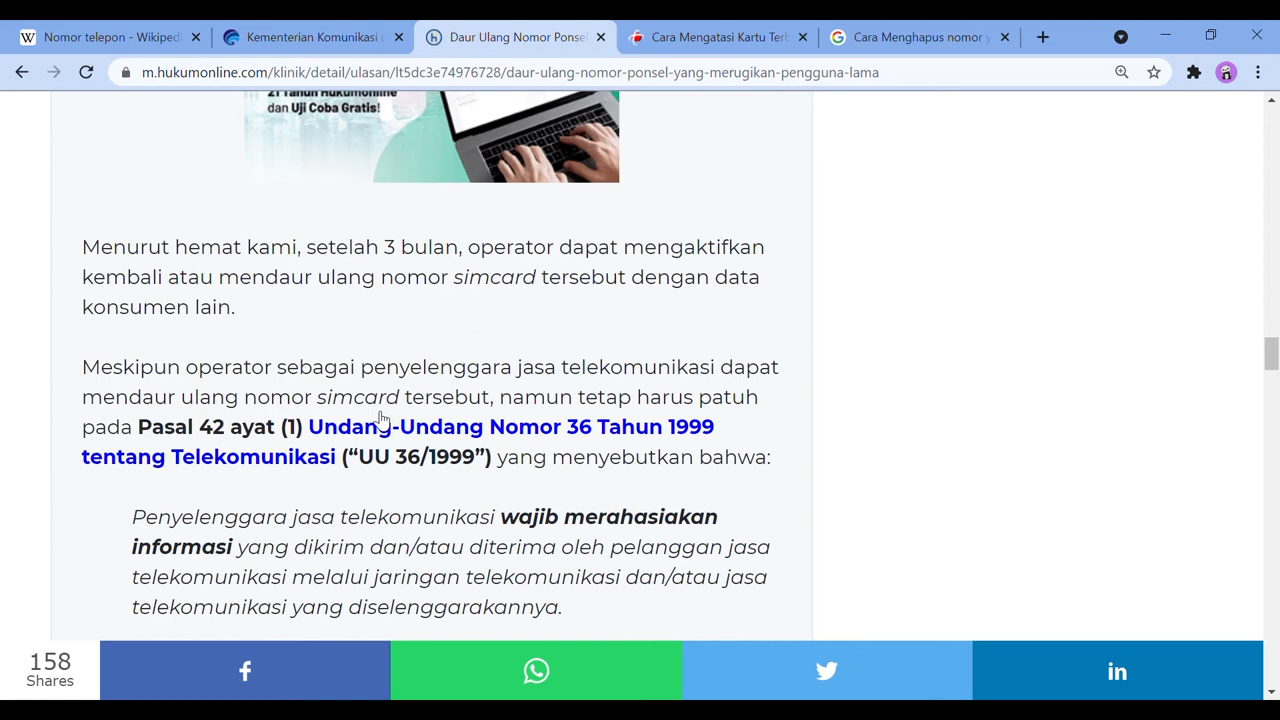 Nomor telepon - Wikiped
Kementerian Komunikasi d
Daur Ulang Nomor Ponse
Cara Mengatasi Kartu Terb
Cara Menghapus nomor y
m.hukumonline.com/klinik/detail/ulasan/lt5dc3e74976728/daur-ulang-nomor-ponsel-yang-merugikan-pengguna-lama
21 Tahun Hukumonline
dan Uji Coba Gratis!
Menurut hemat kami, setelah 3 bulan, operator dapat mengaktifkan
kembali atau mendaur ulang nomor simcard tersebut dengan data
konsumen lain.
Meskipun operator sebagai penyelenggara jasa telekomunikasi dapat
mendaur ulang nomor simcard tersebut, namun tetap harus patuh
pada Pasal 42 ayat (1) Undang-Undang Nomor 36 Tahun 1999
tentang Telekomunikasi (“UU 36/1999”) yang menyebutkan bahwa:
Penyelenggara jasa telekomunikasi wajib merahasiakan
informasi yang dikirim dan/atau diterima oleh pelanggan jasa
telekomunikasi melalui jaringan telekomunikasi dan/atau jasa
telekomunikasi yang diselenggarakannya.
158
Shares